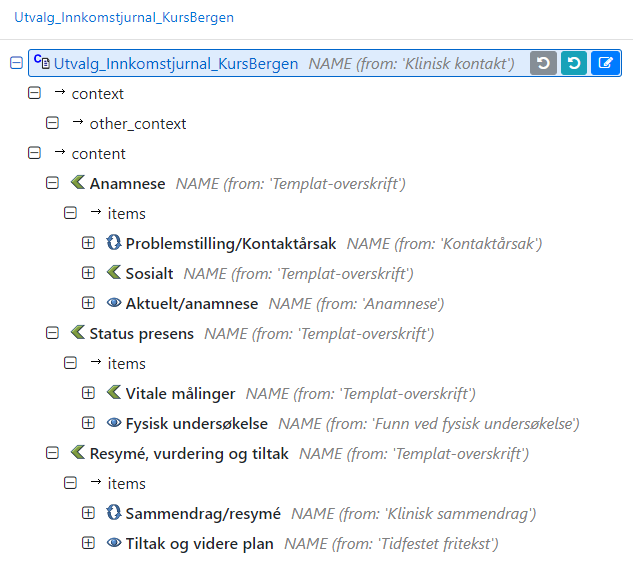 Utvalg_Innkomstjurnal_KursBergen
Utvalg_Innkomstjurnal_KursBergen NAME (from: 'Klinisk kontakt')
context
other_context
content
Anamnese NAME (from: 'Templat-overskrift')
items
Problemstilling/Kontaktårsak NAME (from: 'Kontaktårsak')
Sosialt NAME (from: 'Templat-overskrift')
Aktuelt/anamnese NAME (from: 'Anamnese')
Status presens NAME (from: 'Templat-overskrift')
items
Vitale målinger NAME (from: 'Templat-overskrift')
Fysisk undersøkelse NAME (from: 'Funn ved fysisk undersøkelse')
Resymé, vurdering og tiltak NAME (from: 'Templat-overskrift')
items
Sammendrag/resymé NAME (from: 'Klinisk sammendrag')
Tiltak og videre plan NAME (from: 'Tidfestet fritekst')